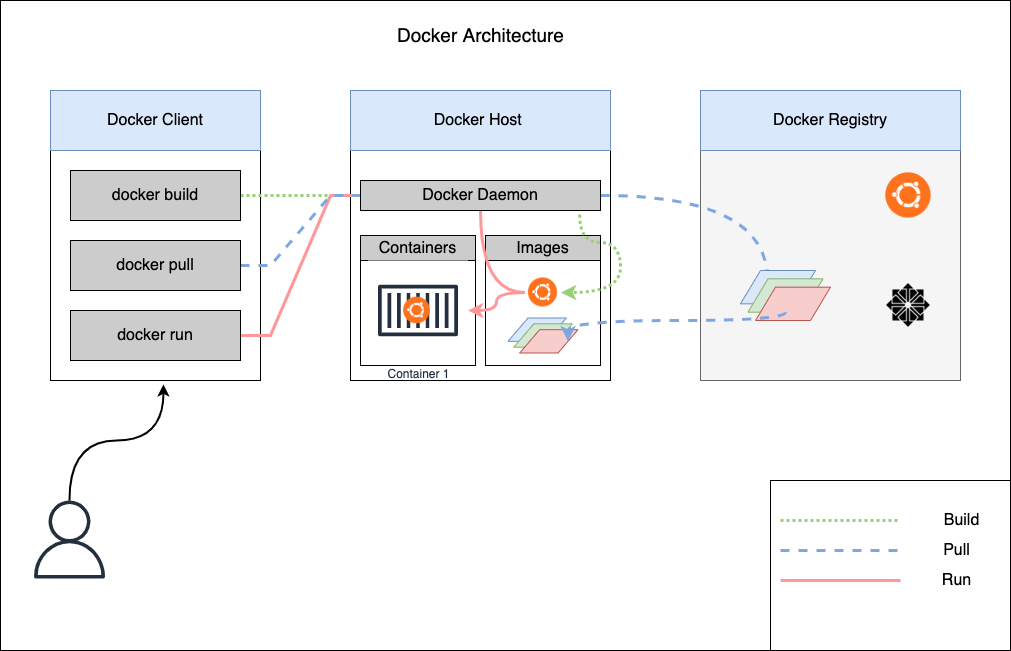 Docker Architecture
Docker Client
Docker Host
Docker Registry
docker build
docker pull
docker run
Docker Daemon
Containers
Images
Container 1
Build
Pull
Run